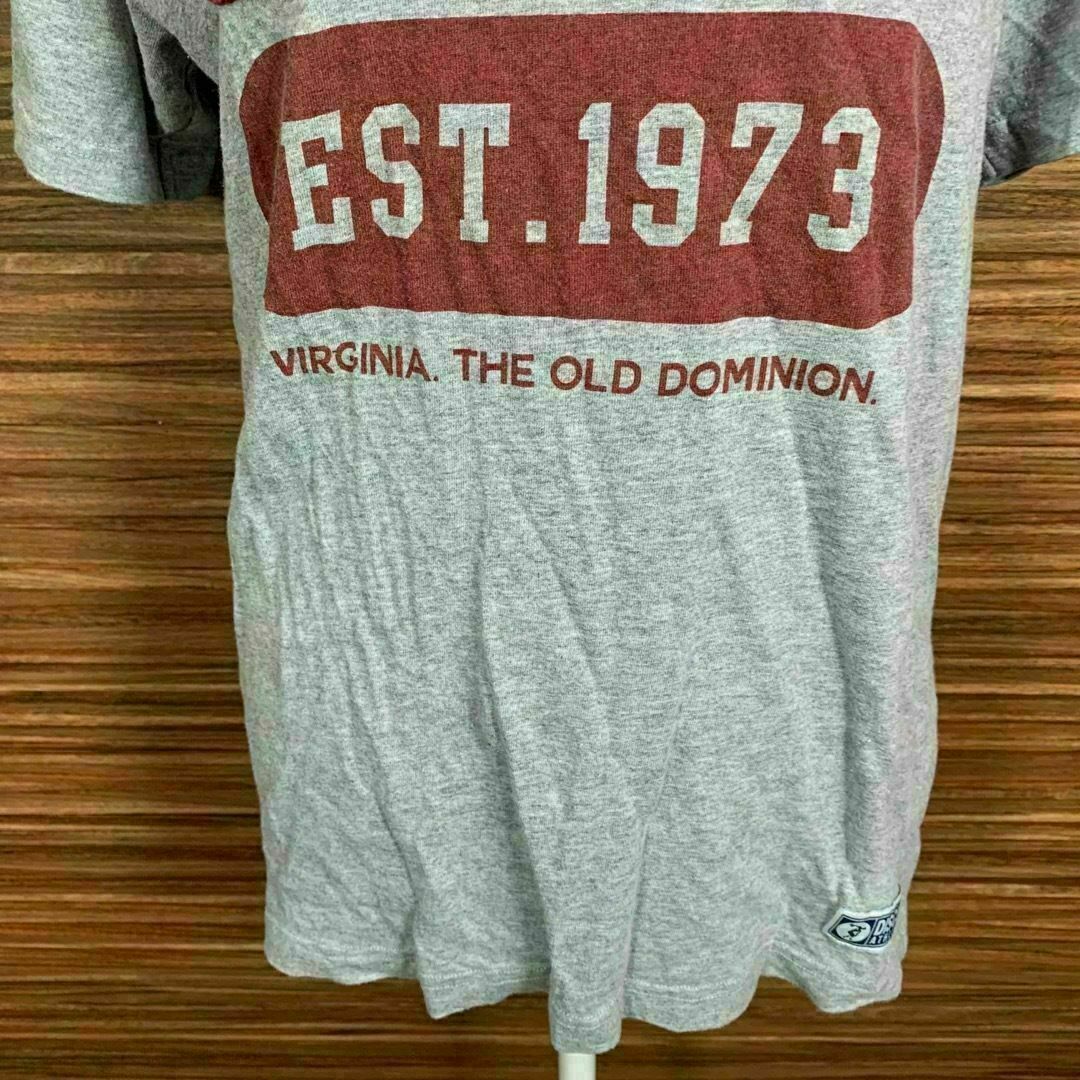 EST.1973
VIRGINIA. THE OLD DOMINION.